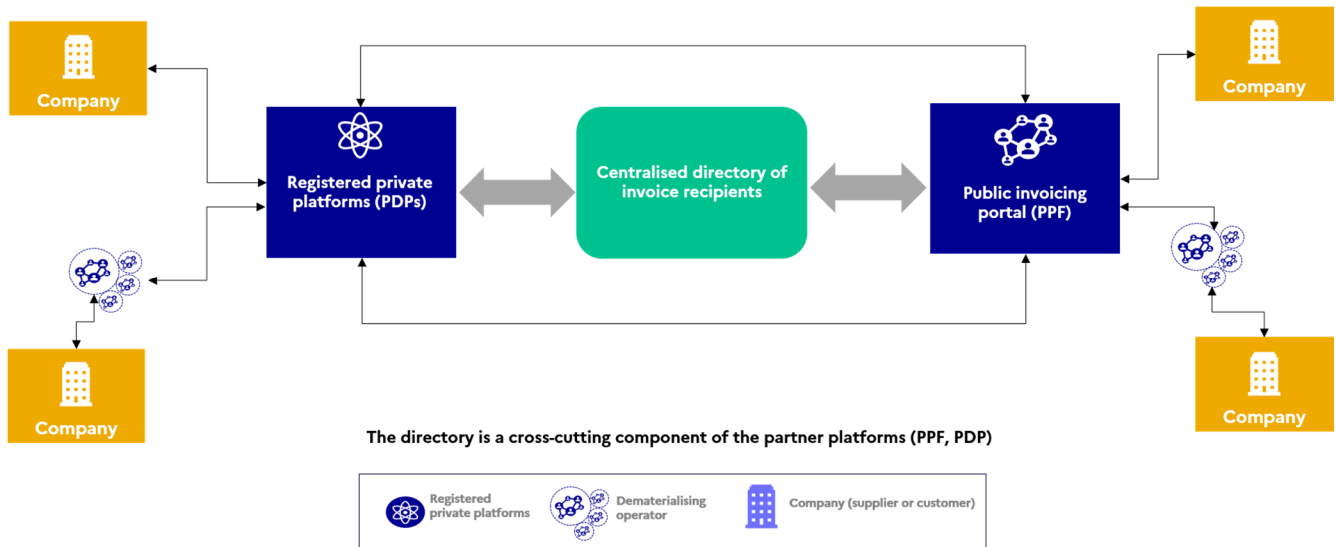 Company
Company
Registered private
platforms (PDPs)
Centralised directory of
invoice recipients
Public invoicing
portal (PPF)
Company
Company
The directory is a cross-cutting component of the partner platforms (PPF, PDP)
Registered
private platforms
Dematerialising
operator
Company (supplier or customer)